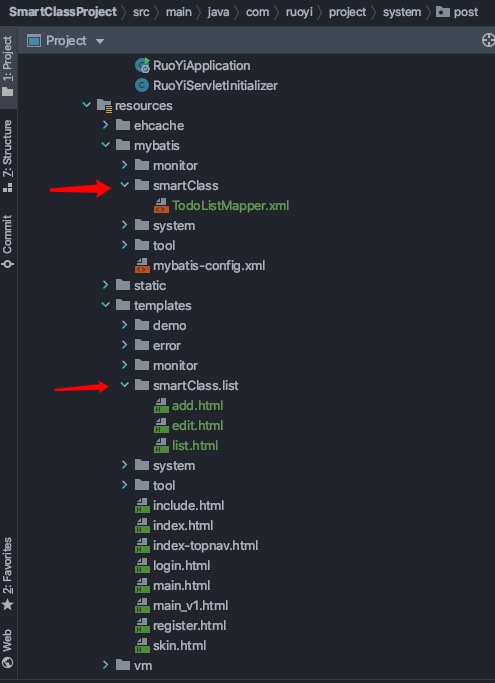 SmartClassProject › src › main › java › com › ruoyi › project › system › post
Project
1: Project
Z: Structure
Commit
2: Favorites
Web
RuoYiApplication
RuoYiServletInitializer
resources
ehcache
mybatis
monitor
smartClass
TodoListMapper.xml
system
tool
mybatis-config.xml
static
templates
demo
error
monitor
smartClass.list
add.html
edit.html
list.html
system
tool
include.html
index.html
index-topnav.html
login.html
main.html
main_v1.html
register.html
skin.html
vm